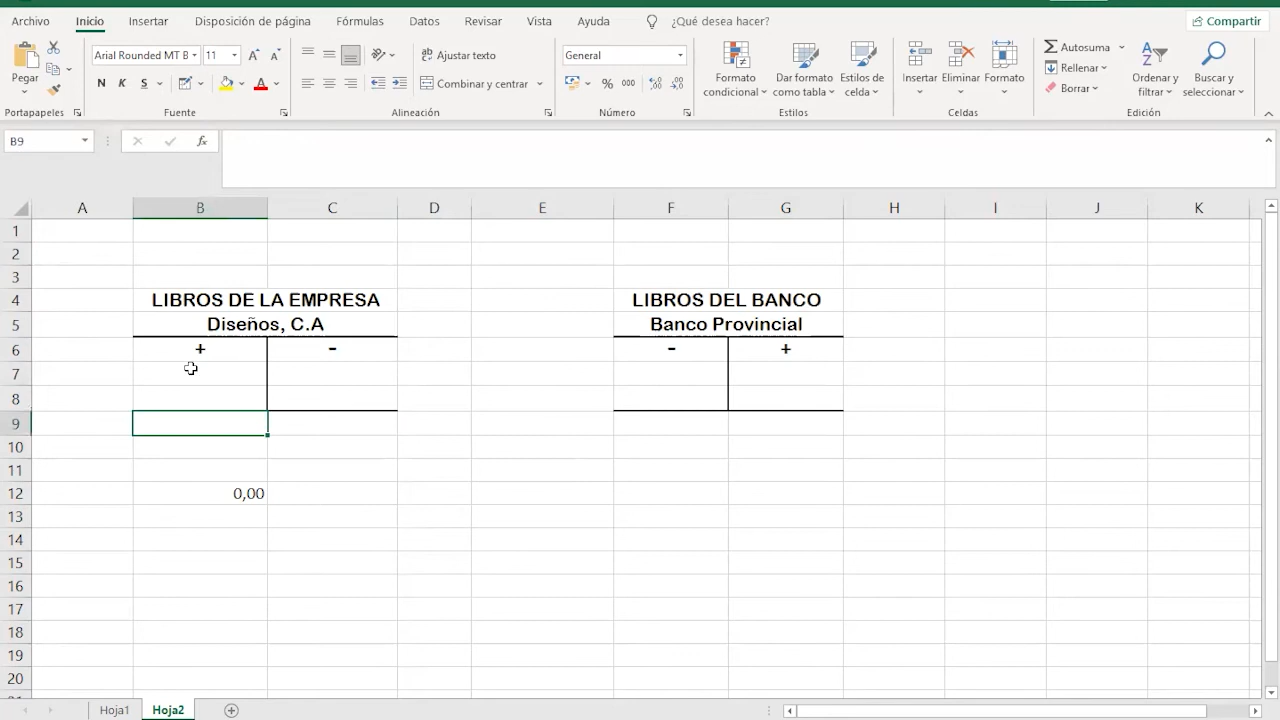 Archivo Inicio Insertar Disposición de página Fórmulas Datos Revisar Vista Ayuda ¿Qué desea hacer? Compartir
Pegar
Arial Rounded MT B 11
N K S A
ab Ajustar texto
Combinar y centrar
General
% 000
Formato condicional
Dar formato como tabla
Estilos de celda
Insertar Eliminar Formato
Autosuma
Rellenar
Borrar
Ordenar y filtrar
Buscar y seleccionar
Portapapeles Fuente Alineación Número Estilos Celdas Edición
B9 fx
A B C D E F G H I J K
1
2
3
4 LIBROS DE LA EMPRESA LIBROS DEL BANCO
5 Diseños, C.A Banco Provincial
6 + - - +
7
8
9
10
11
12 0,00
13
14
15
16
17
18
19
20
Hoja1 Hoja2